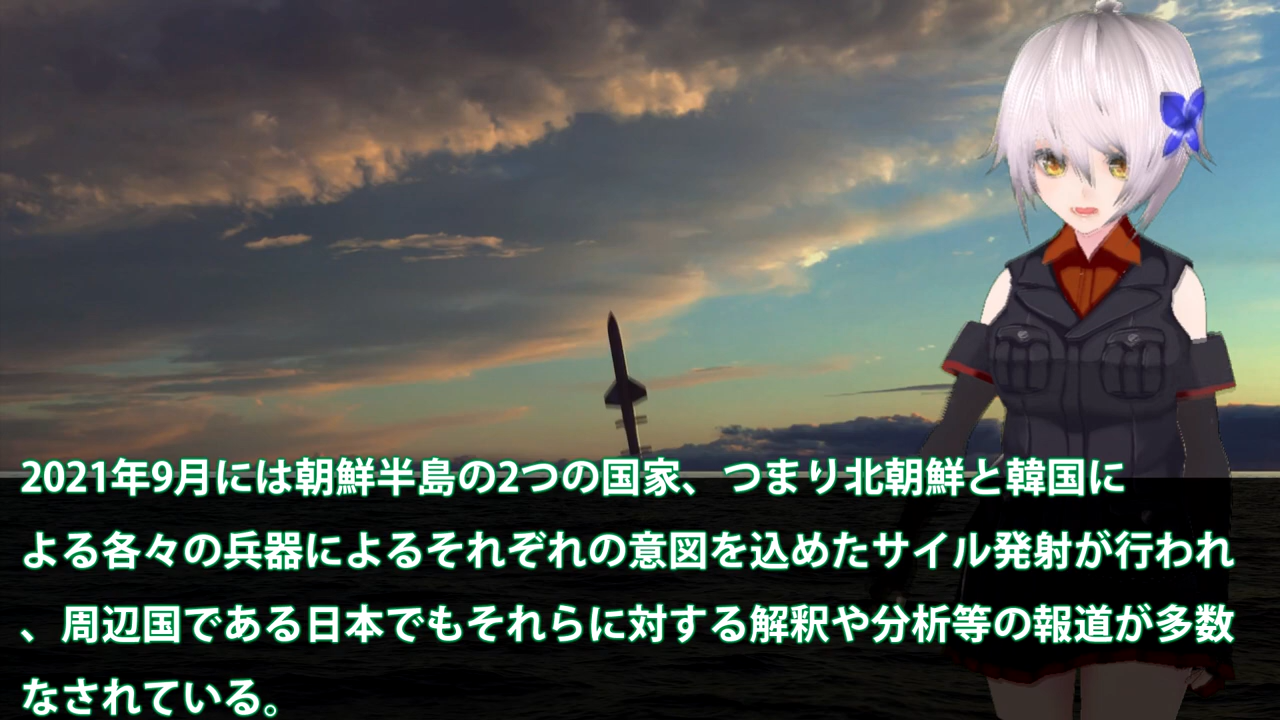 2021年9月には朝鮮半島の2つの国家、つまり北朝鮮と韓国に
よる各々の兵器によるそれぞれの意図を込めたサイル発射が行われ
、周辺国である日本でもそれらに対する解釈や分析等の報道が多数
なされている。